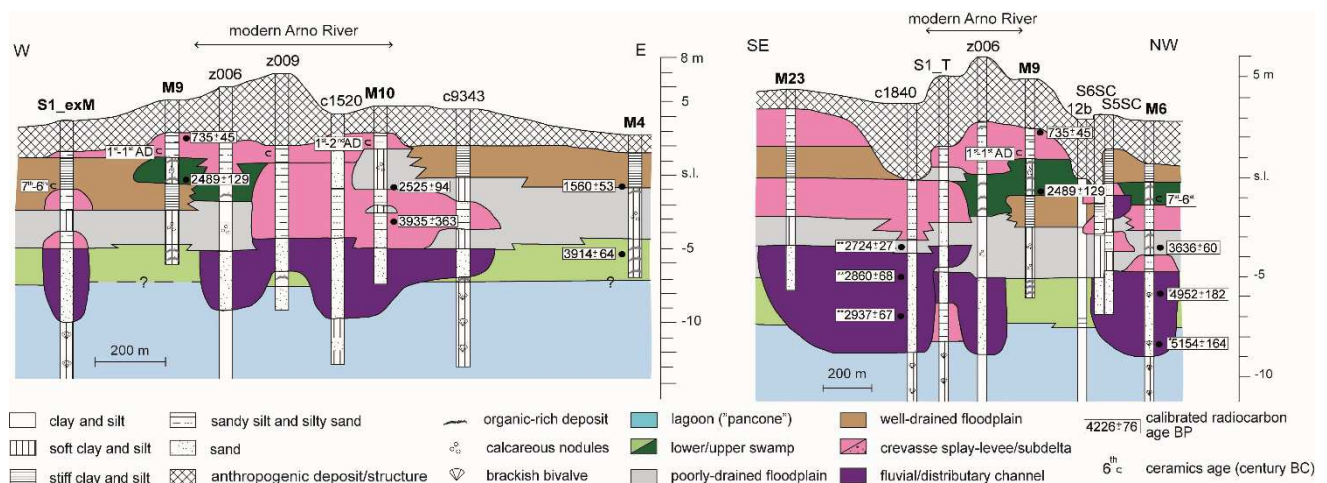 modern Arno River
W
E
z009
z006
M9
M10
S1_exM
c1520
c9343
M4
8 m
5
s.l.
-5
-10
735±45
1st-1st AD
1st-2nd AD
7th-6th
2489±129
2525±94
1560±53
3935±363
3914±64
?
?
200 m
modern Arno River
SE
NW
z006
S1_T
M9
M23
c1840
S6SC
12b
S5SC
M6
5 m
s.l.
-5
-10
735±45
1st-1st AD
2489±129
7th-6th
**2724±27
3636±60
**2860±68
4952±182
**2937±67
5154±164
200 m
clay and silt
sandy silt and silty sand
organic-rich deposit
lagoon ("pancone")
well-drained floodplain
4226±76
calibrated radiocarbon
age BP
soft clay and silt
sand
calcareous nodules
lower/upper swamp
crevasse splay-levee/subdelta
stiff clay and silt
anthropogenic deposit/structure
brackish bivalve
poorly-drained floodplain
fluvial/distributary channel
6th c
ceramics age (century BC)